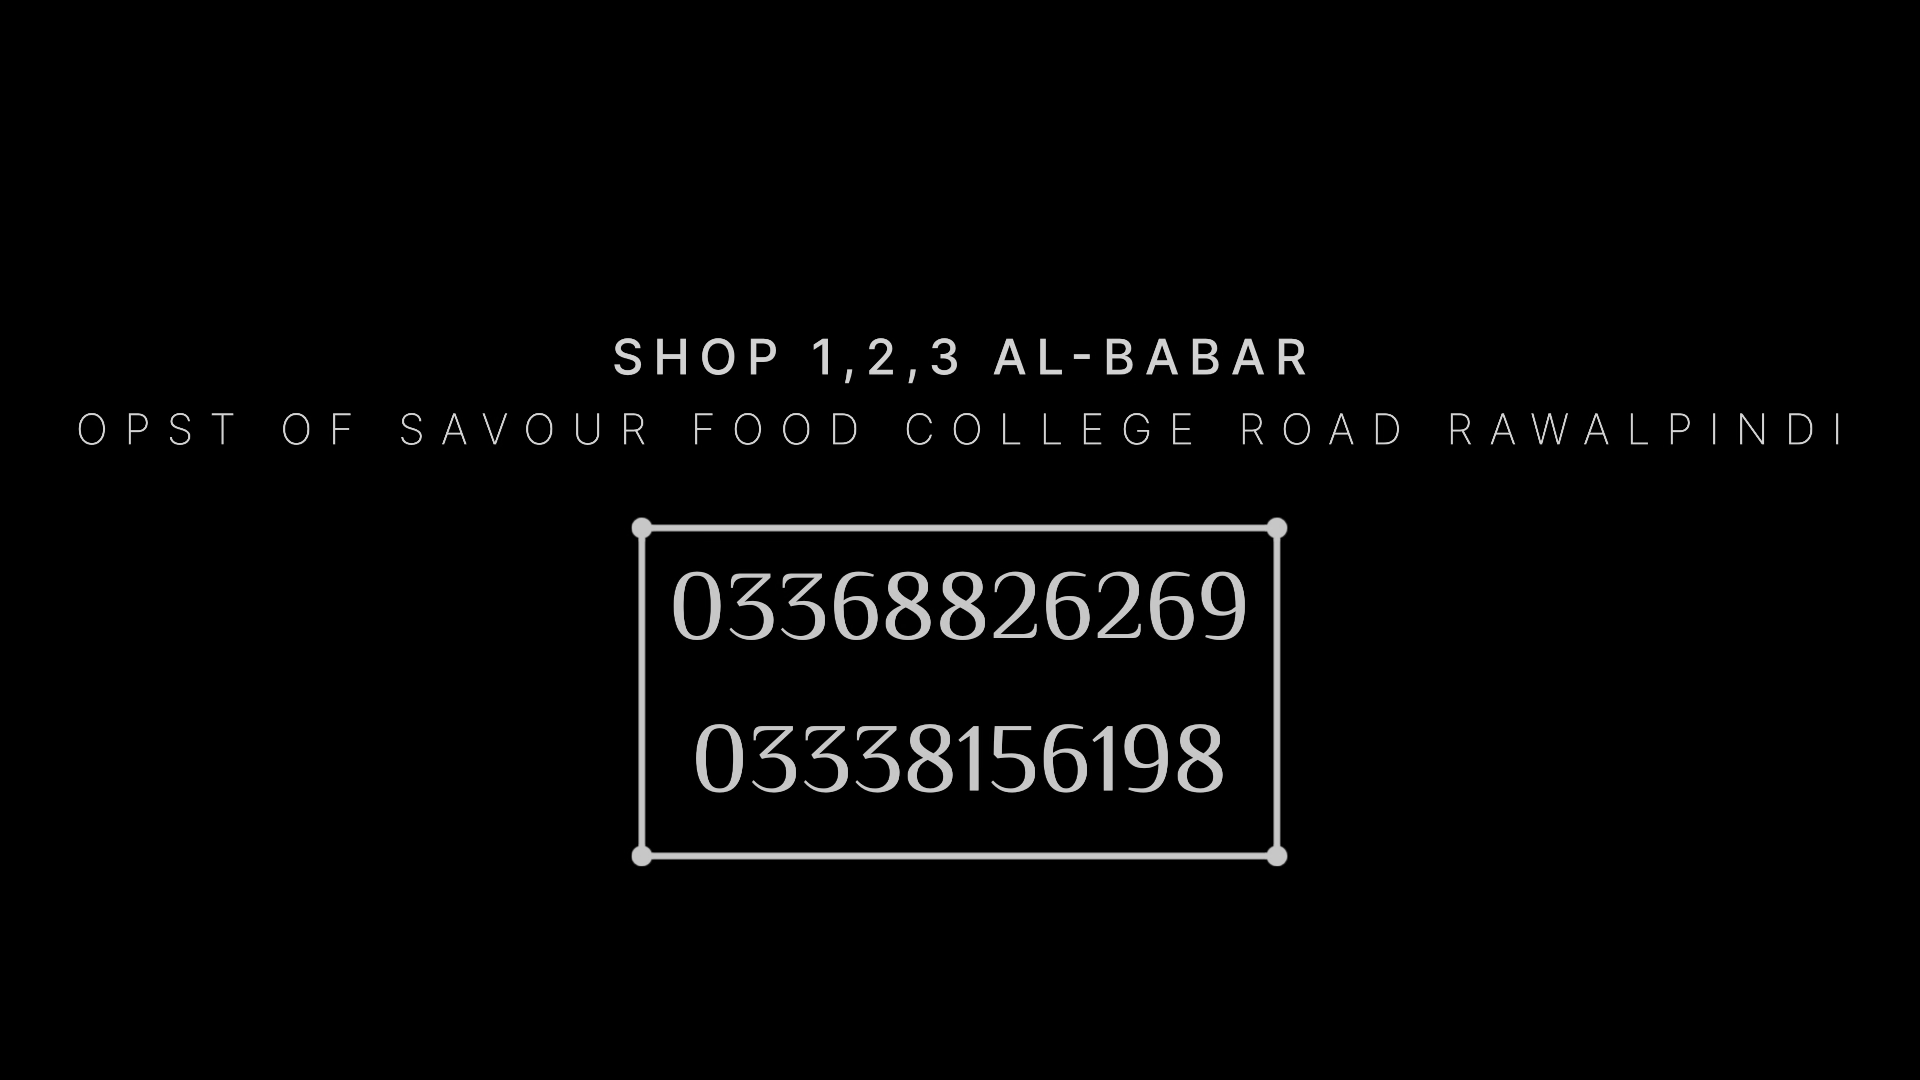 SHOP 1,2,3 AL-BABAR
OPST OF SAVOUR FOOD COLLEGE ROAD RAWALPINDI
03368826269
03338156198